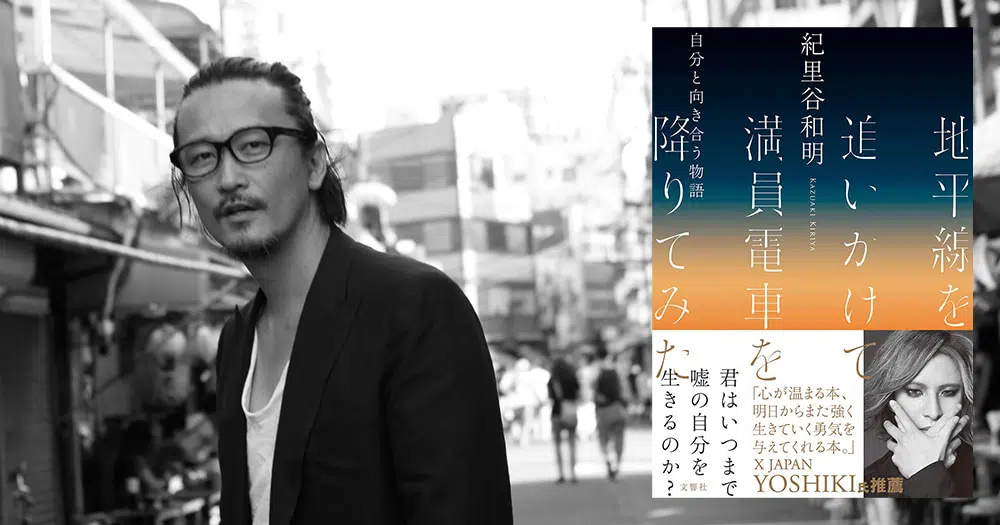 地平線を
追いかけて
満員電車を
降りてみた
自分と向き合う物語
紀里谷和明
KAZUAKI KIRIYA
君はいつまで
嘘の自分を
生きるのか?
「心が温まる本、
明日からまた強く
生きていく勇気を
与えてくれる本。」
X JAPAN
YOSHIKI氏推薦
文響社